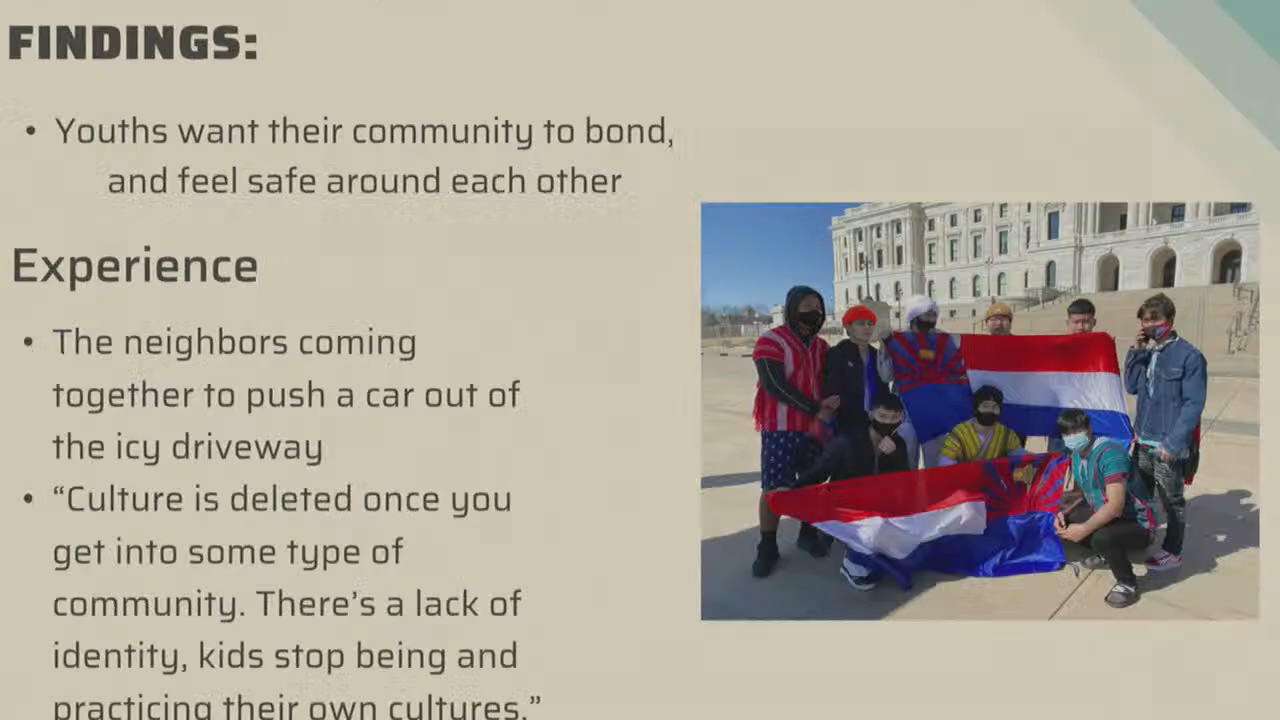 FINDINGS:
• Youths want their community to bond,
and feel safe around each other
Experience
• The neighbors coming
together to push a car out of
the icy driveway
• “Culture is deleted once you
get into some type of
community. There’s a lack of
identity, kids stop being and
practicing their own cultures.”